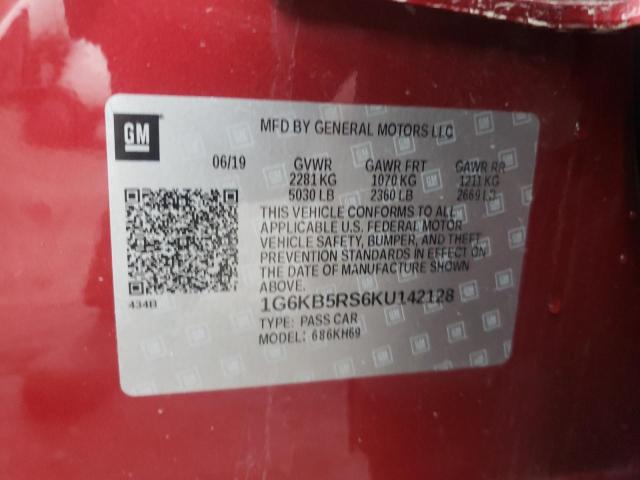 GM
MFD BY GENERAL MOTORS LLC
06/19 GVWR GAWR FRT GAWR RR
2281 KG 1070 KG 1211 KG
5030 LB 2360 LB 2669 LB
THIS VEHICLE CONFORMS TO ALL
APPLICABLE U.S. FEDERAL MOTOR
VEHICLE SAFETY, BUMPER, AND THEFT
PREVENTION STANDARDS IN EFFECT ON
THE DATE OF MANUFACTURE SHOWN
ABOVE.
434B
1G6KB5RS6KU142128
TYPE: PASS CAR
MODEL: 686KH69